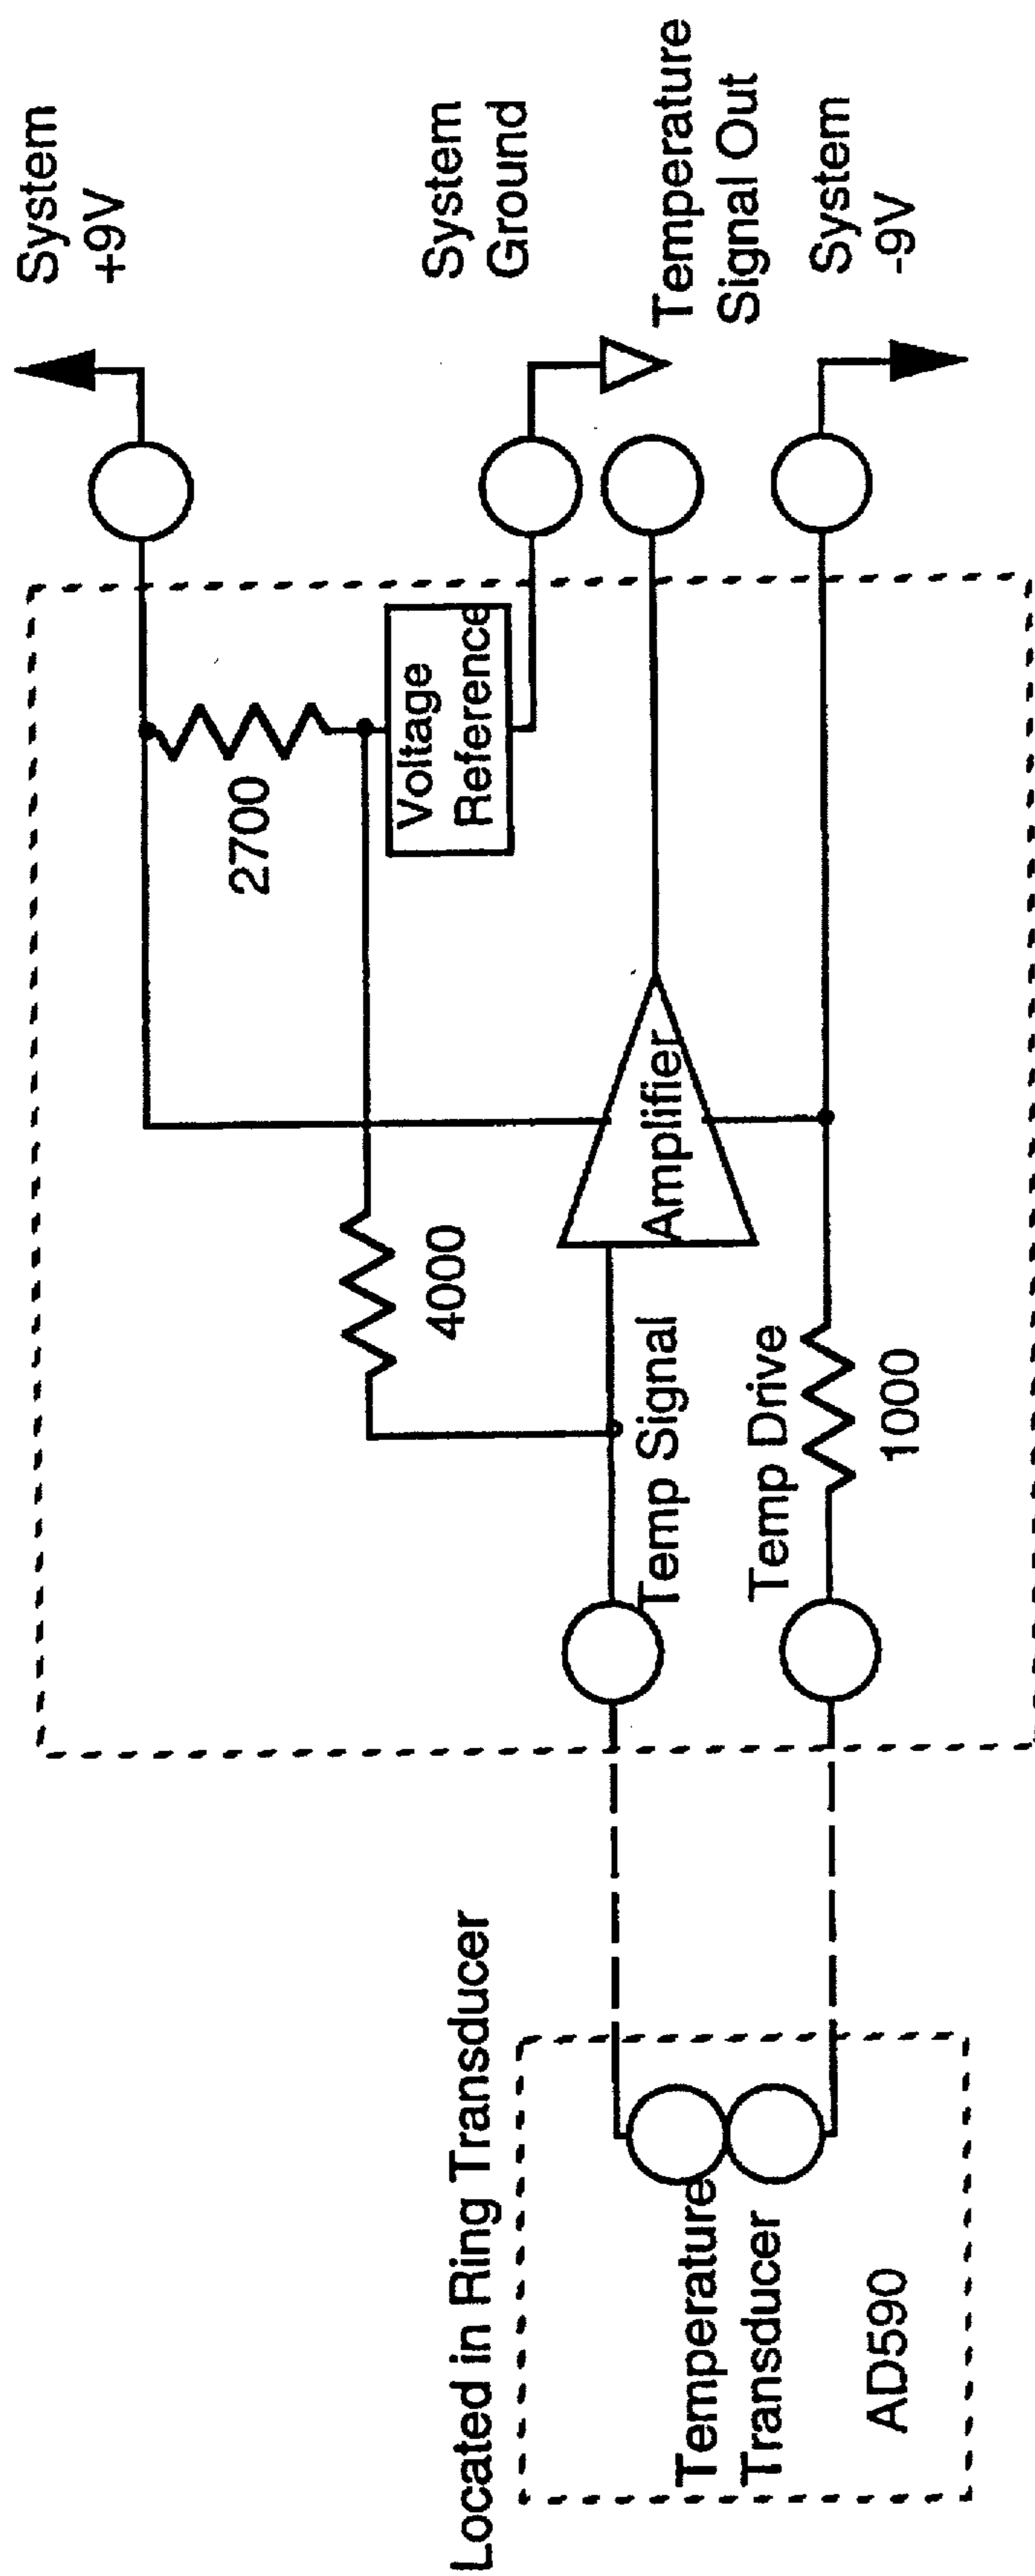 System
+9V
System
Ground
Temperature
Signal Out
System
-9V
2700
Voltage
Reference
4000
Amplifier
Temp Signal
Temp Drive
1000
Located in Ring Transducer
Temperature
Transducer
AD590